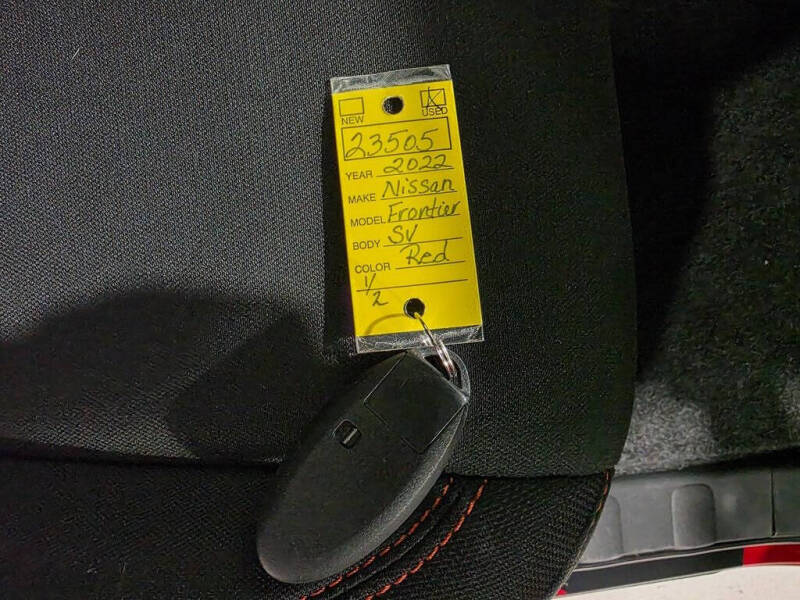 NEW USED
23505
YEAR 2022
MAKE Nissan
MODEL Frontier
BODY SV
COLOR Red
1/2